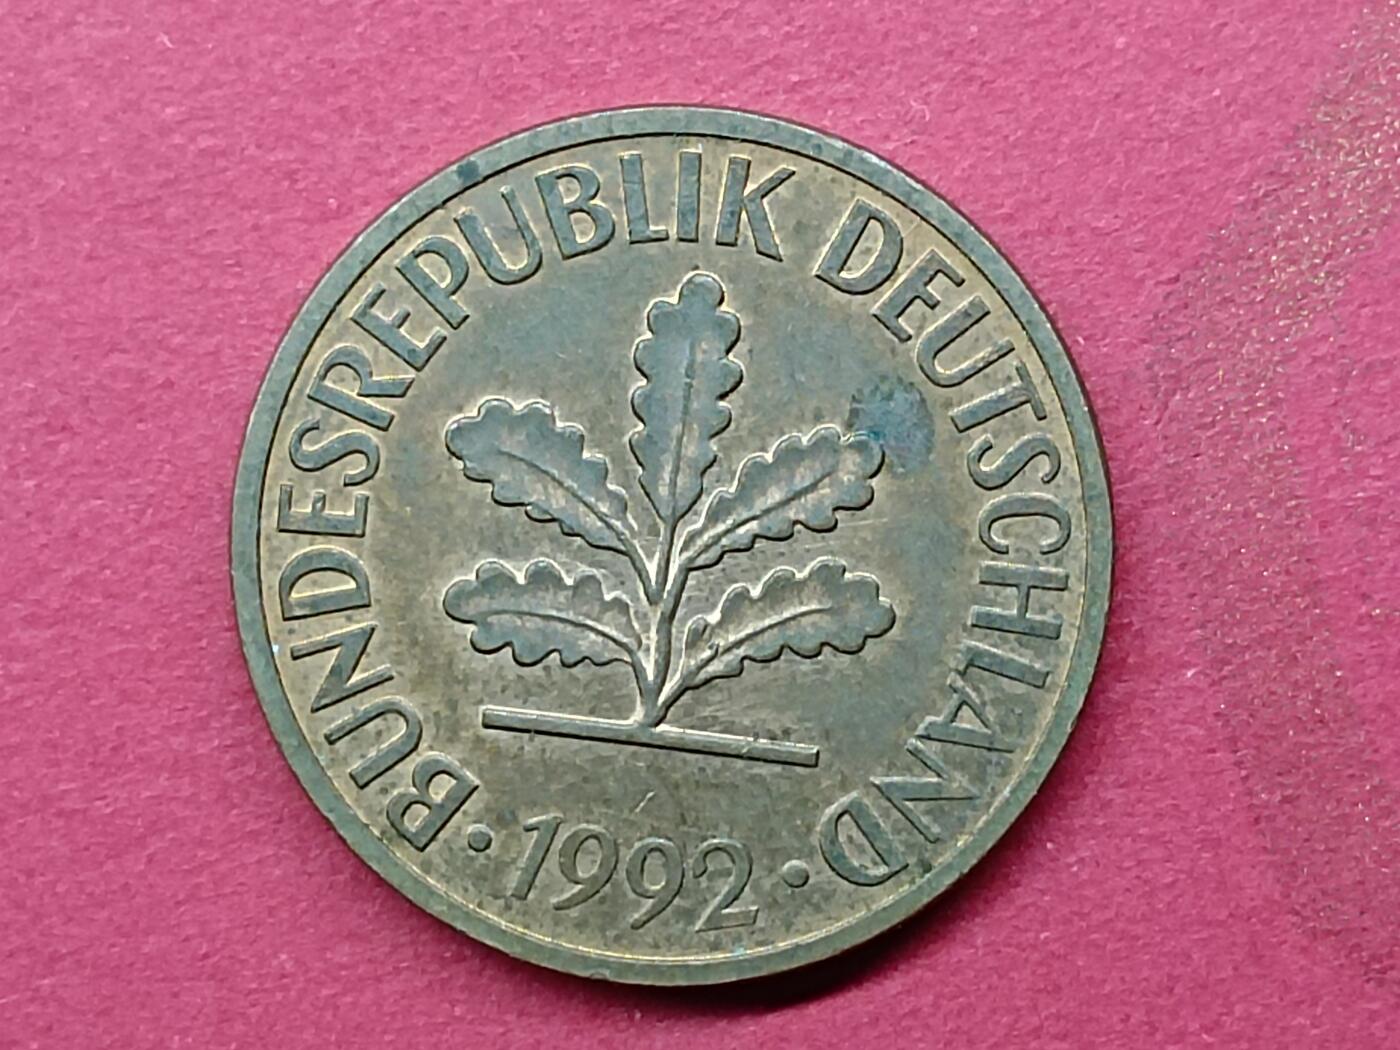 BUNDESREPUBLIK DEUTSCHLAND
• 1992 •